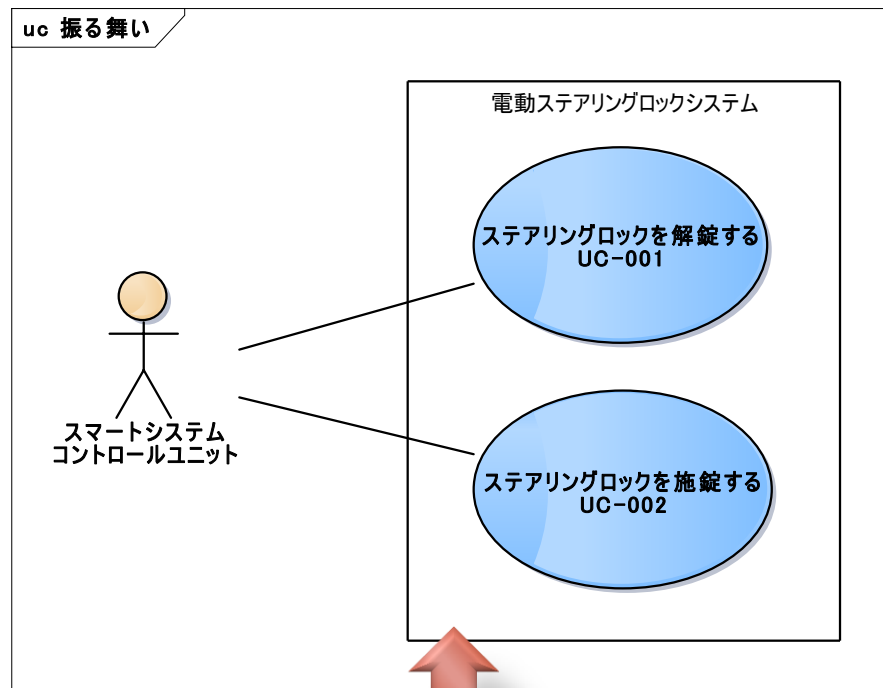 uc 振る舞い
電動ステアリングロックシステム
ステアリングロックを解錠する
UC-001
スマートシステム
コントロールユニット
ステアリングロックを施錠する
UC-002